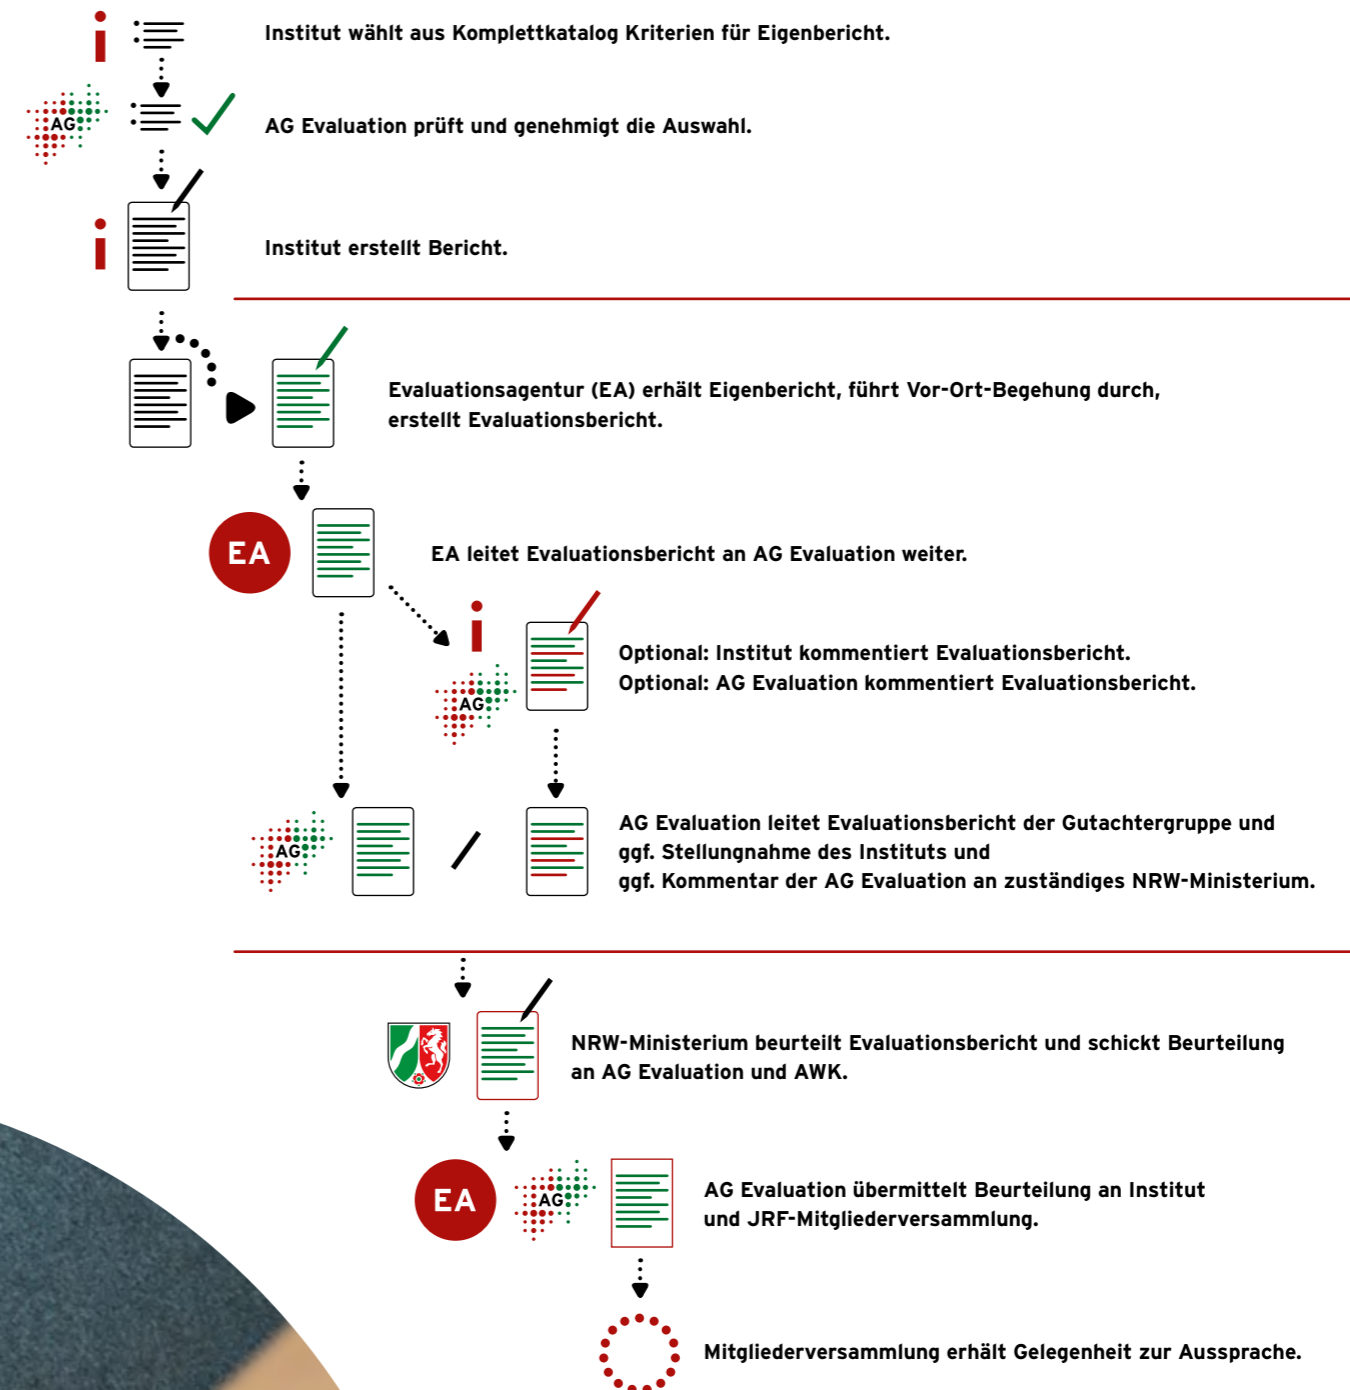 Institut wählt aus Komplettkatalog Kriterien für Eigenbericht.
AG
AG Evaluation prüft und genehmigt die Auswahl.
Institut erstellt Bericht.
Evaluationsagentur (EA) erhält Eigenbericht, führt Vor-Ort-Begehung durch,
erstellt Evaluationsbericht.
EA
EA leitet Evaluationsbericht an AG Evaluation weiter.
AG
Optional: Institut kommentiert Evaluationsbericht.
Optional: AG Evaluation kommentiert Evaluationsbericht.
AG
AG Evaluation leitet Evaluationsbericht der Gutachtergruppe und
ggf. Stellungnahme des Instituts und
ggf. Kommentar der AG Evaluation an zuständiges NRW-Ministerium.
NRW-Ministerium beurteilt Evaluationsbericht und schickt Beurteilung
an AG Evaluation und AWK.
EA
AG
AG Evaluation übermittelt Beurteilung an Institut
und JRF-Mitgliederversammlung.
Mitgliederversammlung erhält Gelegenheit zur Aussprache.